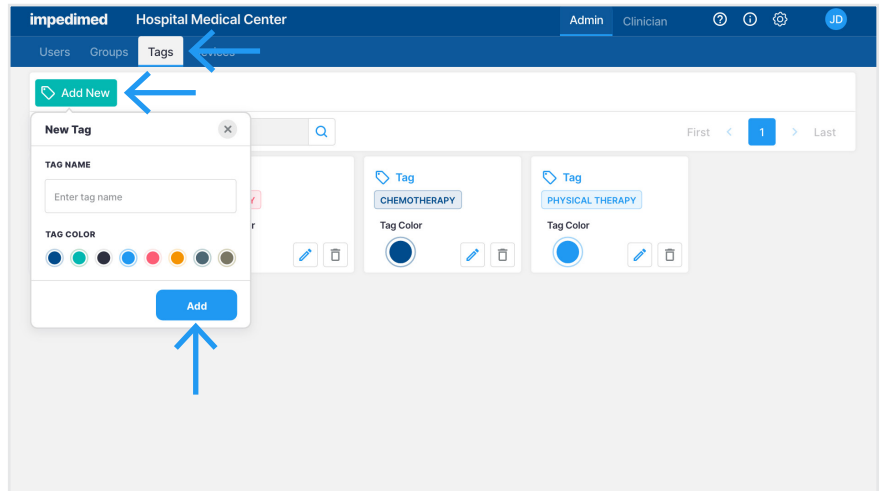 impedimed Hospital Medical Center Admin Clinician JD
Users Groups Tags
Add New
New Tag
First < 1 > Last
TAG NAME
Enter tag name
Tag
Tag
CHEMOTHERAPY
PHYSICAL THERAPY
Tag Color
Tag Color
TAG COLOR
Add